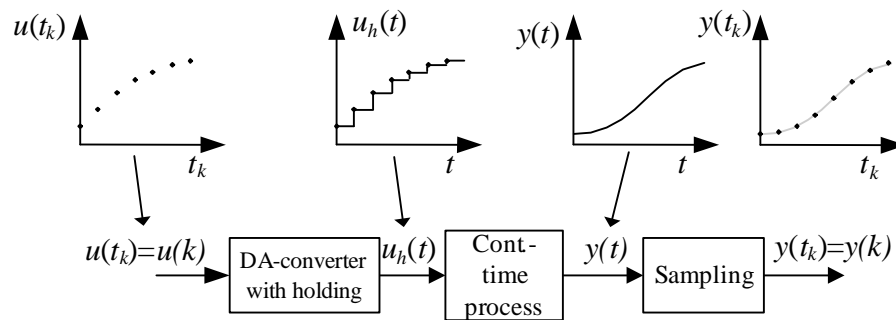 u(t_k)
u_h(t)
y(t)
y(t_k)
t_k
t
t
t_k
u(t_k)=u(k)
DA-converter
with holding
u_h(t)
Cont.-
time
process
y(t)
Sampling
y(t_k)=y(k)